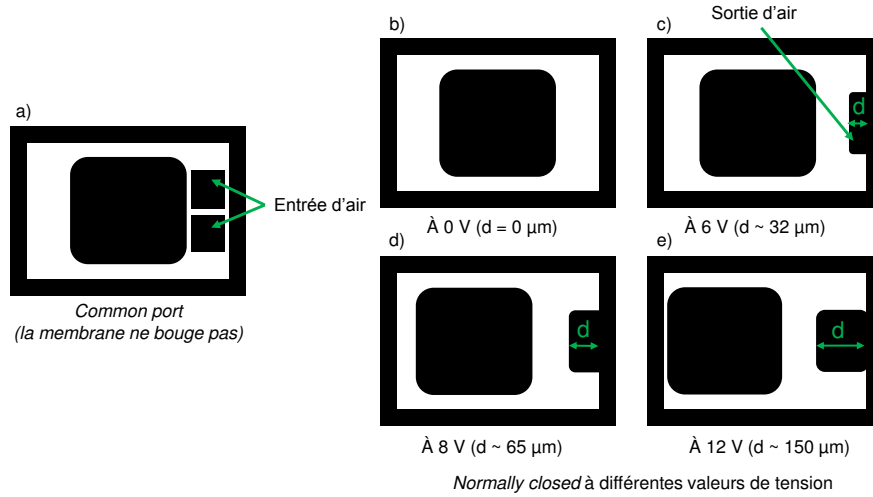 a)
Entrée d'air
Common port
(la membrane ne bouge pas)
b)
À 0 V (d = 0 µm)
Sortie d'air
c)
d
À 6 V (d ~ 32 µm)
d)
d
À 8 V (d ~ 65 µm)
e)
d
À 12 V (d ~ 150 µm)
Normally closed à différentes valeurs de tension